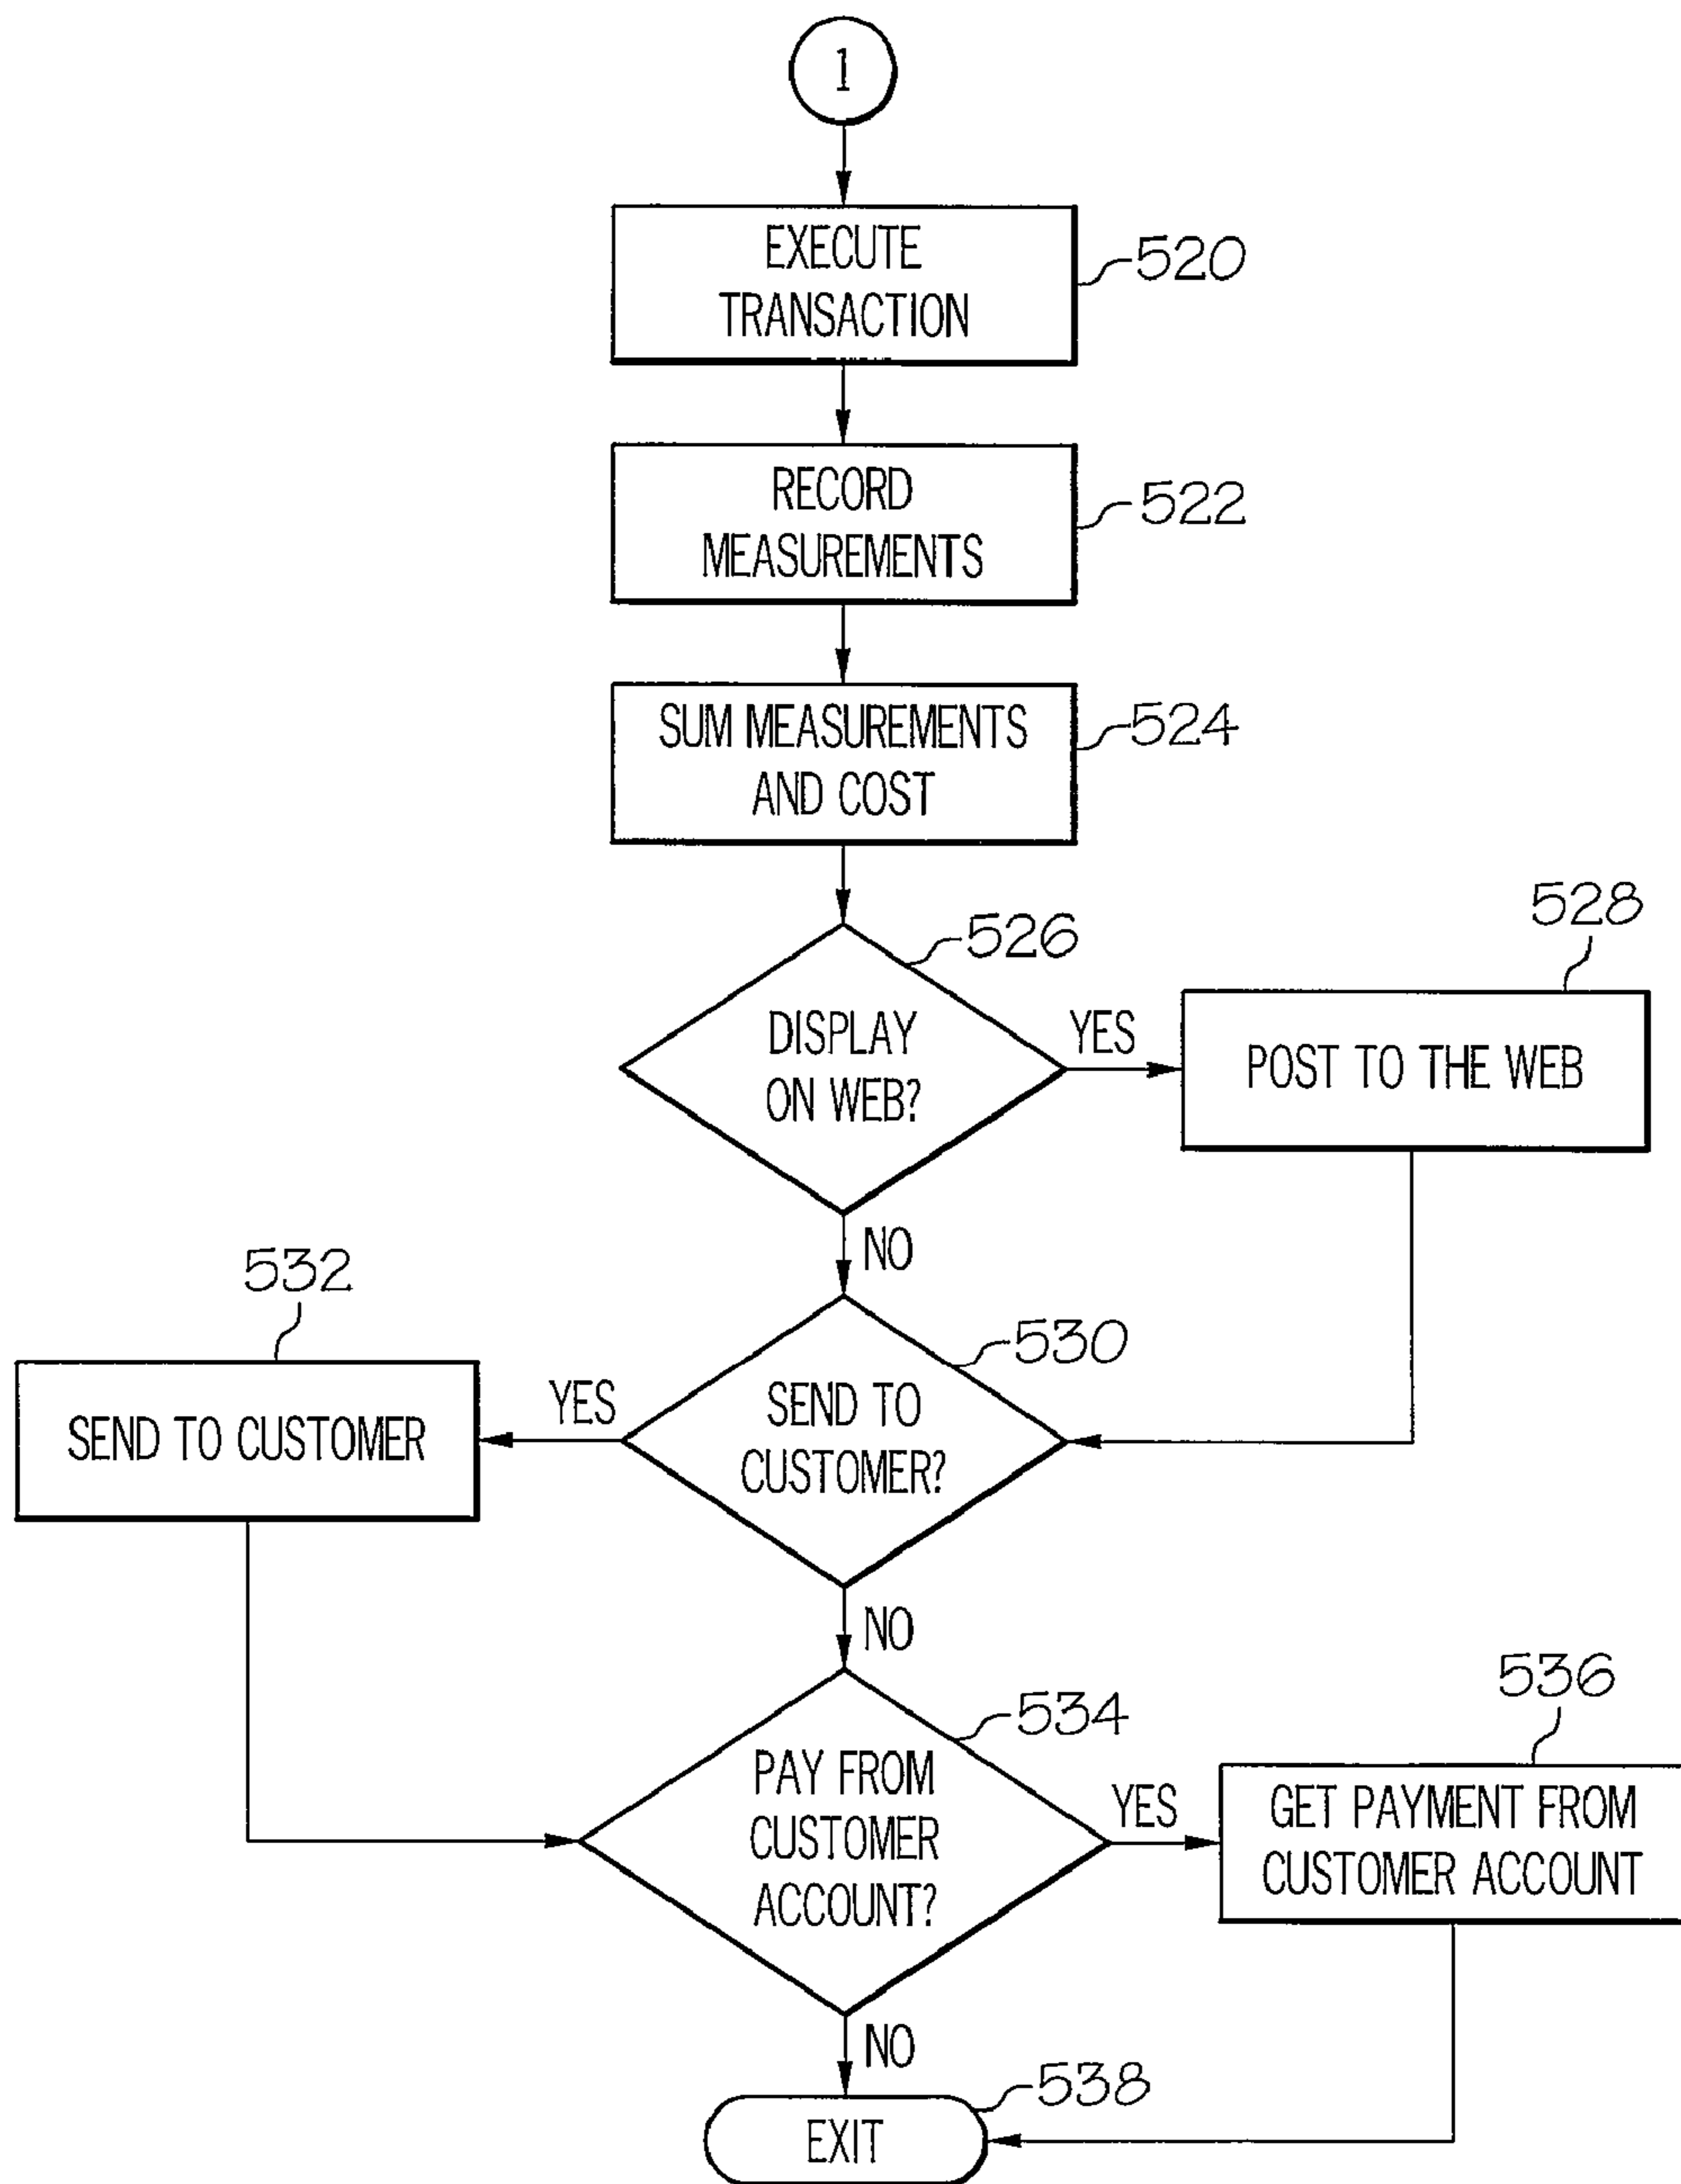 1
EXECUTE
TRANSACTION
520
RECORD
MEASUREMENTS
522
SUM MEASUREMENTS
AND COST
524
526
DISPLAY
ON WEB?
YES
528
POST TO THE WEB
NO
532
SEND TO CUSTOMER
YES
530
SEND TO
CUSTOMER?
NO
534
PAY FROM
CUSTOMER
ACCOUNT?
YES
536
GET PAYMENT FROM
CUSTOMER ACCOUNT
NO
538
EXIT